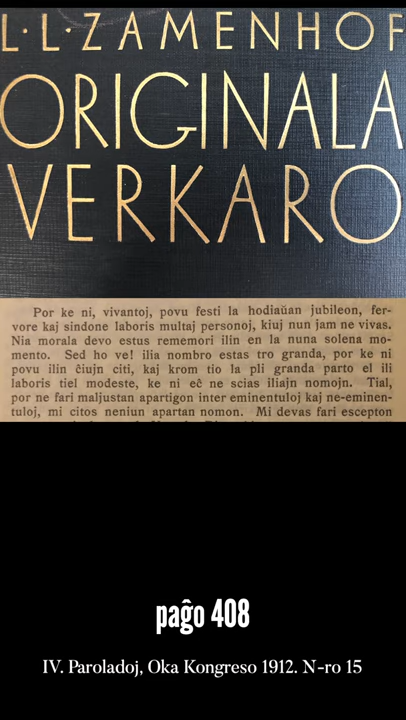 L·L·ZAMENHOF
ORIGINALA
VERKARO
Por ke ni, vivantoj, povu festi la hodiaŭan jubileon, fer-
vore kaj sindone laboris multaj personoj, kiuj nun jam ne vivas.
Nia morala devo estus rememori ilin en la nuna solena mo-
mento. Sed ho ve! ilia nombro estas tro granda, por ke ni
povu ilin ĉiujn citi, kaj krom tio la pli granda parto el ili
laboris tiel modeste, ke ni eĉ ne scias iliajn nomojn. Tial,
por ne fari maljustan apartigon inter eminentuloj kaj ne-eminen-
tuloj, mi citos neniun apartan nomon. Mi devas fari escepton
paĝo 408
IV. Paroladoj, Oka Kongreso 1912. N-ro 15